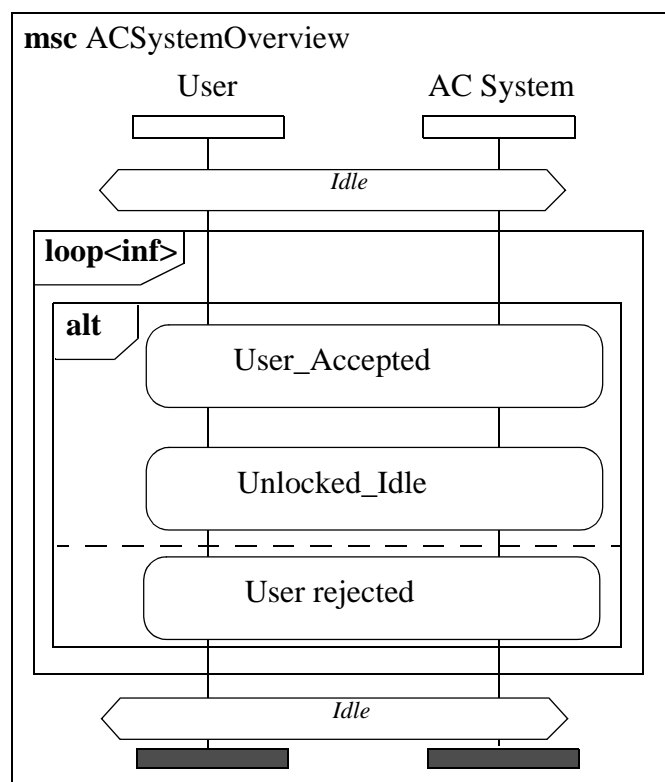 msc ACSystemOverview
User AC System
Idle
loop<inf>
alt
User_Accepted
Unlocked_Idle
User rejected
Idle